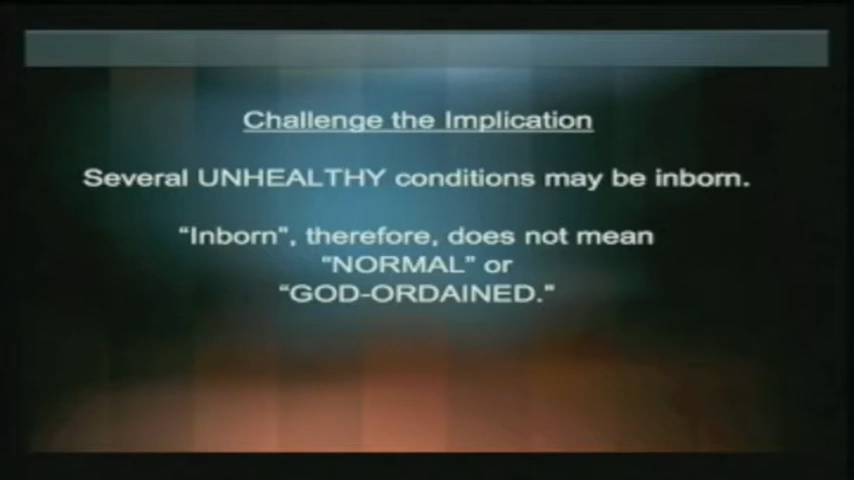 Challenge the Implication
Several UNHEALTHY conditions may be inborn.
“Inborn”, therefore, does not mean
“NORMAL” or
“GOD-ORDAINED.”